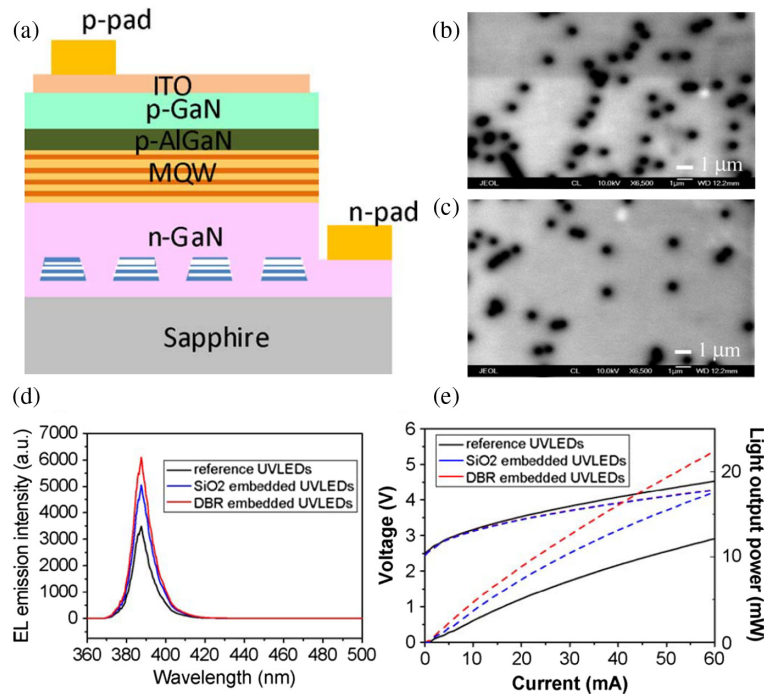 (a)
p-pad
ITO
p-GaN
p-AlGaN
MQW
n-pad
n-GaN
Sapphire
(b)
1 μm
JEOL CL 10.0kV X6,500 1μm WD 12.2mm
(c)
1 μm
JEOL CL 10.0kV X6,500 1μm WD 12.2mm
(d)
EL emission intensity (a.u.)
7000
6000
5000
4000
3000
2000
1000
0
reference UVLEDs
SiO2 embedded UVLEDs
DBR embedded UVLEDs
360 380 400 420 440 460 480 500
Wavelength (nm)
(e)
Voltage (V)
6
5
4
3
2
1
0
reference UVLEDs
SiO2 embedded UVLEDs
DBR embedded UVLEDs
0 10 20 30 40 50 60
Current (mA)
20
10
0
Light output power (mW)